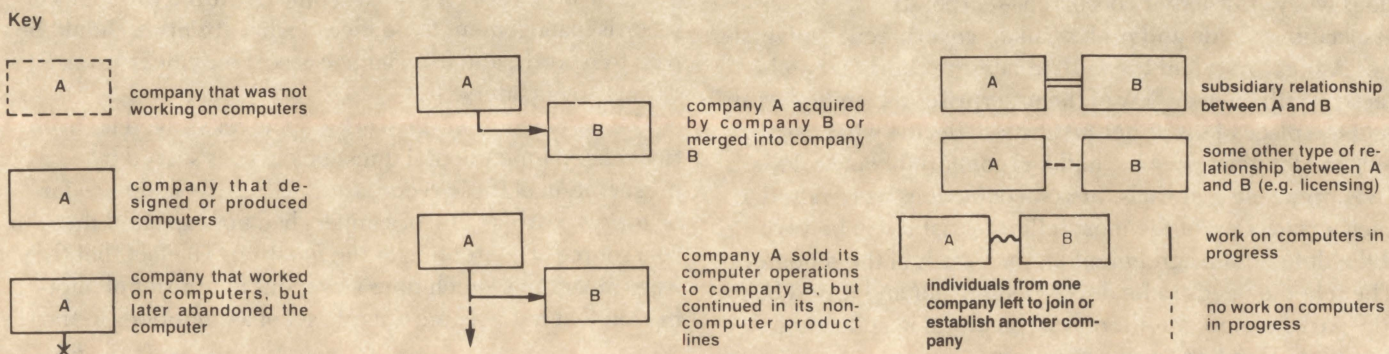 Key
A
company that was not
working on computers
A
company that de-
signed or produced
computers
A
company that worked
on computers, but
later abandoned the
computer
A
B
company A acquired
by company B or
merged into company
B
A
B
company A sold its
computer operations
to company B, but
continued in its non-
computer product
lines
A
B
subsidiary relationship
between A and B
A
B
some other type of re-
lationship between A
and B (e.g. licensing)
A
B
individuals from one
company left to join or
establish another com-
pany
work on computers in
progress
no work on computers
in progress